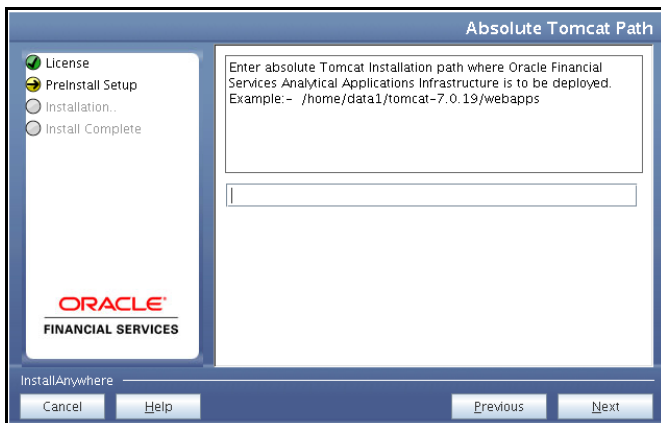 Absolute Tomcat Path
License
PreInstall Setup
Installation..
Install Complete
Enter absolute Tomcat Installation path where Oracle Financial
Services Analytical Applications Infrastructure is to be deployed.
Example:- /home/data1/tomcat-7.0.19/webapps
ORACLE
FINANCIAL SERVICES
InstallAnywhere
Cancel Help Previous Next